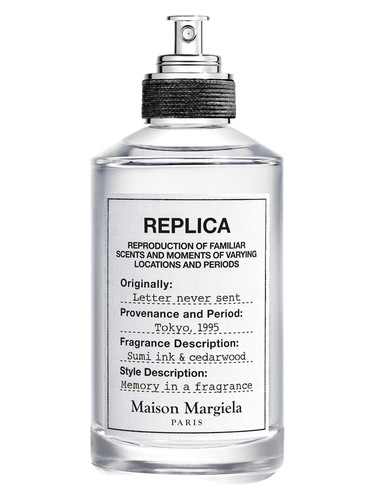 REPLICA
REPRODUCTION OF FAMILIAR
SCENTS AND MOMENTS OF VARYING
LOCATIONS AND PERIODS
Originally:
Letter never sent
Provenance and Period:
Tokyo, 1995
Fragrance Description:
Sumi ink & cedarwood
Style Description:
Memory in a fragrance
Maison Margiela
PARIS